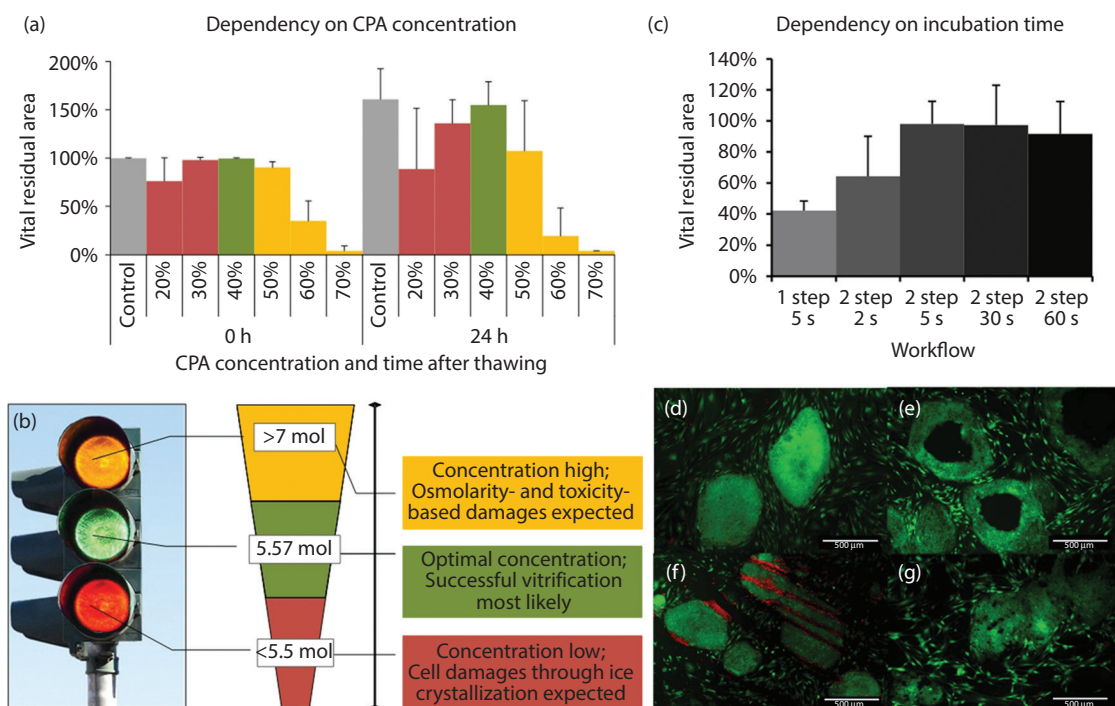 (a)
Dependency on CPA concentration
Vital residual area
200%
150%
100%
50%
0%
Control
20%
30%
40%
50%
60%
70%
Control
20%
30%
40%
50%
60%
70%
0 h
24 h
CPA concentration and time after thawing
(c)
Dependency on incubation time
Vital residual area
140%
120%
100%
80%
60%
40%
20%
0%
1 step
5 s
2 step
2 s
2 step
5 s
2 step
30 s
2 step
60 s
Workflow
(b)
>7 mol
5.57 mol
<5.5 mol
Concentration high;
Osmolarity- and toxicity-
based damages expected
Optimal concentration;
Successful vitrification
most likely
Concentration low;
Cell damages through ice
crystallization expected
(d)
500 µm
(e)
500 µm
(f)
500 µm
(g)
500 µm